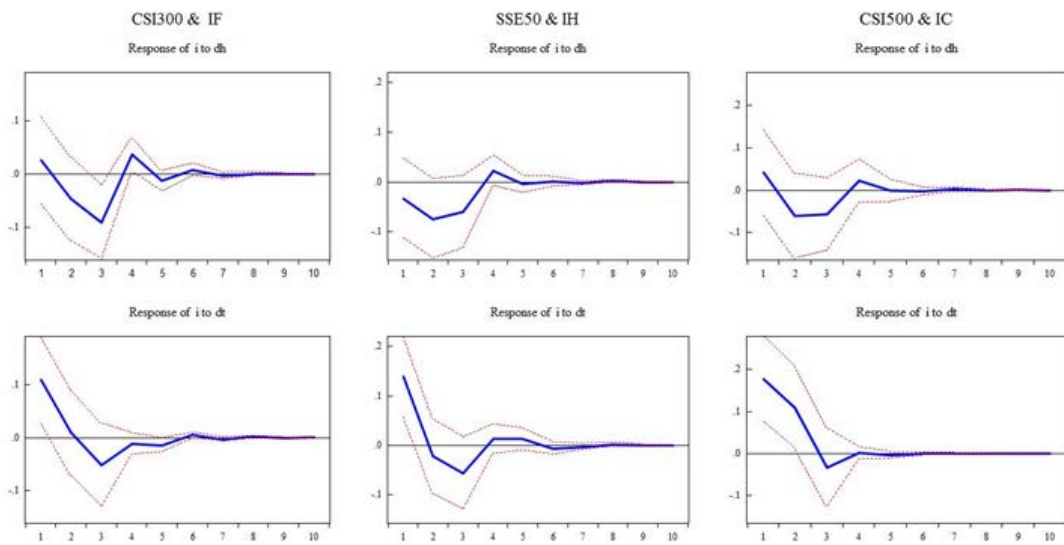 CSI300 & IF
SSE50 & IH
CSI500 & IC
Response of i to dh
Response of i to dh
Response of i to dh
.1
.0
-.1
1 2 3 4 5 6 7 8 9 10
.2
.1
.0
-.1
1 2 3 4 5 6 7 8 9 10
.2
.1
.0
-.1
1 2 3 4 5 6 7 8 9 10
Response of i to dt
Response of i to dt
Response of i to dt
.1
.0
-.1
1 2 3 4 5 6 7 8 9 10
.2
.1
.0
-.1
1 2 3 4 5 6 7 8 9 10
.2
.1
.0
-.1
1 2 3 4 5 6 7 8 9 10